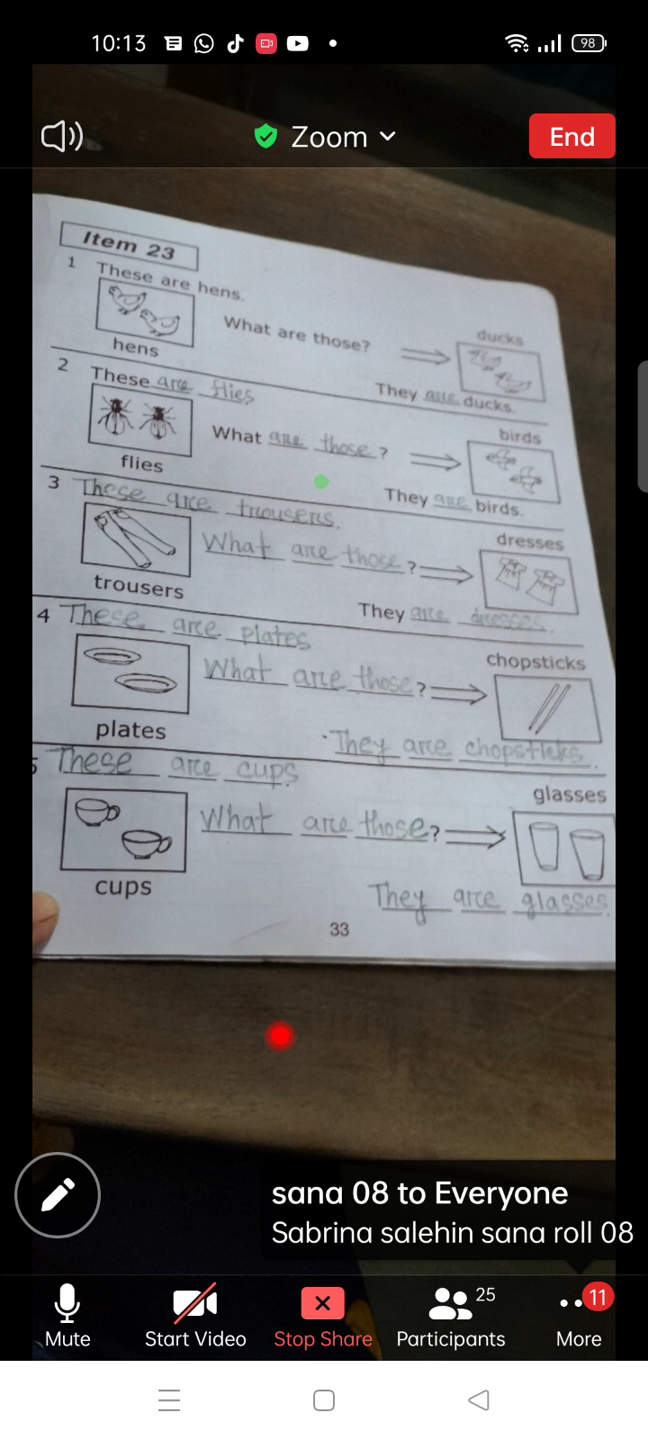 10:13
98
Zoom
End
Item 23
1 These are hens.
What are those?
ducks
hens
They are ducks.
2 These are flies
What are those?
birds
flies
They are birds.
3 These are trousers.
What are those?
dresses
trousers
They are dresses.
4 These are plates
What are those?
chopsticks
plates
They are chopsticks.
5 These are cups
What are those?
glasses
cups
They are glasses.
33
sana 08 to Everyone
Sabrina salehin sana roll 08
Mute
Start Video
Stop Share
Participants 25
More 11